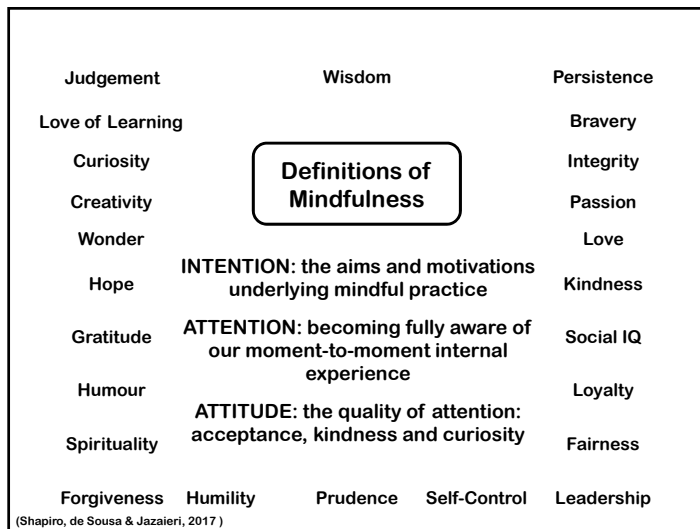 Judgement Wisdom Persistence
Love of Learning Bravery
Curiosity Integrity
Definitions of
Mindfulness
Creativity Passion
Wonder Love
INTENTION: the aims and motivations
underlying mindful practice
Hope Kindness
ATTENTION: becoming fully aware of
our moment-to-moment internal
experience
Gratitude Social IQ
Humour Loyalty
ATTITUDE: the quality of attention:
acceptance, kindness and curiosity
Spirituality Fairness
Forgiveness Humility Prudence Self-Control Leadership
(Shapiro, de Sousa & Jazaieri, 2017 )